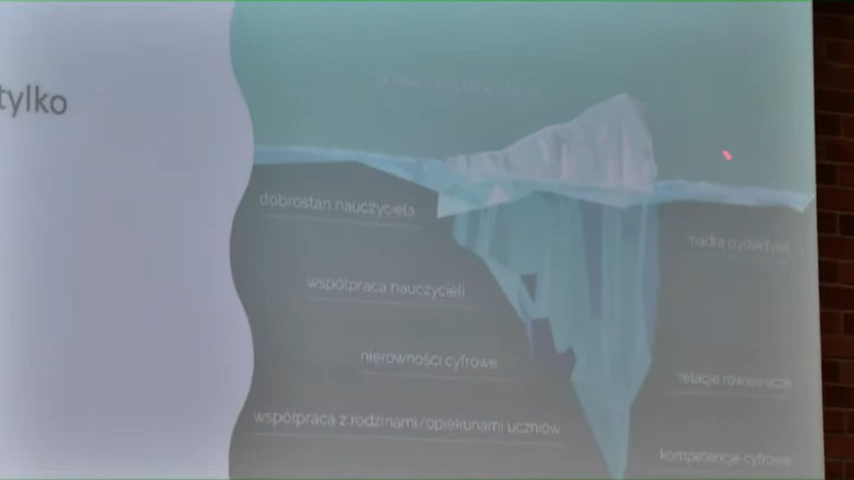 tylko
dobrostan nauczyciela
mądra dydaktyka
współpraca nauczycieli
nierówności cyfrowe
relacje rówieśnicze
współpraca z rodzinami/opiekunami uczniów
kompetencje cyfrowe